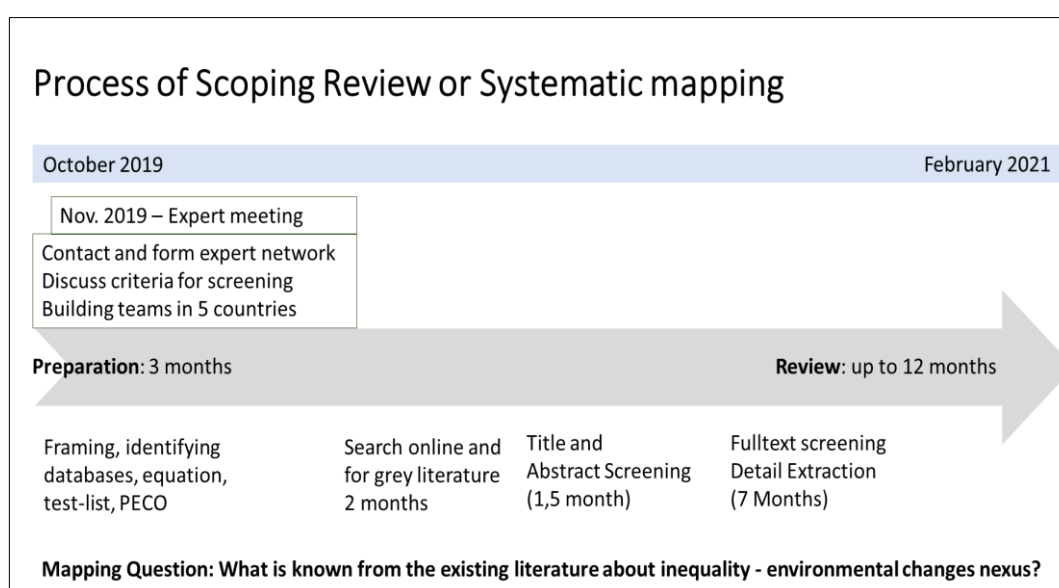 Process of Scoping Review or Systematic mapping
October 2019
February 2021
Nov. 2019 – Expert meeting
Contact and form expert network
Discuss criteria for screening
Building teams in 5 countries
Preparation: 3 months
Review: up to 12 months
Framing, identifying
databases, equation,
test-list, PECO
Search online and
for grey literature
2 months
Title and
Abstract Screening
(1,5 month)
Fulltext screening
Detail Extraction
(7 Months)
Mapping Question: What is known from the existing literature about inequality - environmental changes nexus?